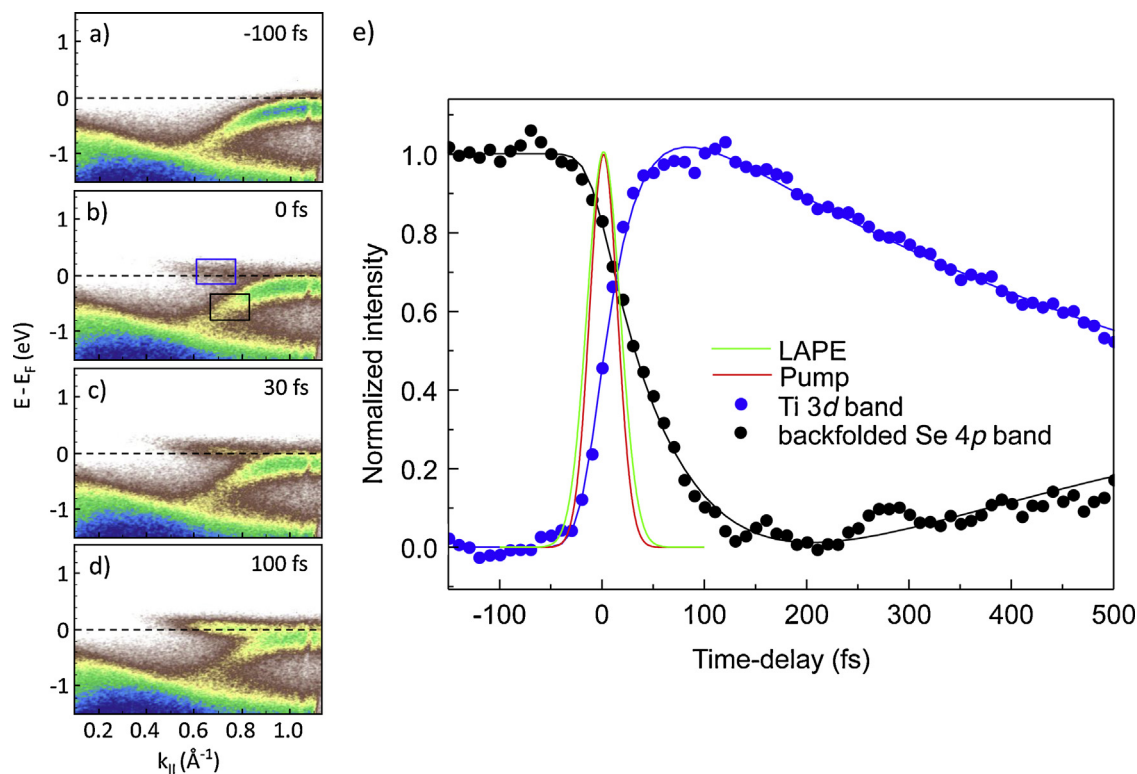 a)
-100 fs
1
0
-1
b)
0 fs
1
0
-1
c)
30 fs
1
0
-1
d)
100 fs
1
0
-1
0.2 0.4 0.6 0.8 1.0
k|| (Å-1)
E - EF (eV)
e)
1.0
0.8
0.6
0.4
0.2
0.0
Normalized intensity
LAPE
Pump
Ti 3d band
backfolded Se 4p band
-100 0 100 200 300 400 500
Time-delay (fs)